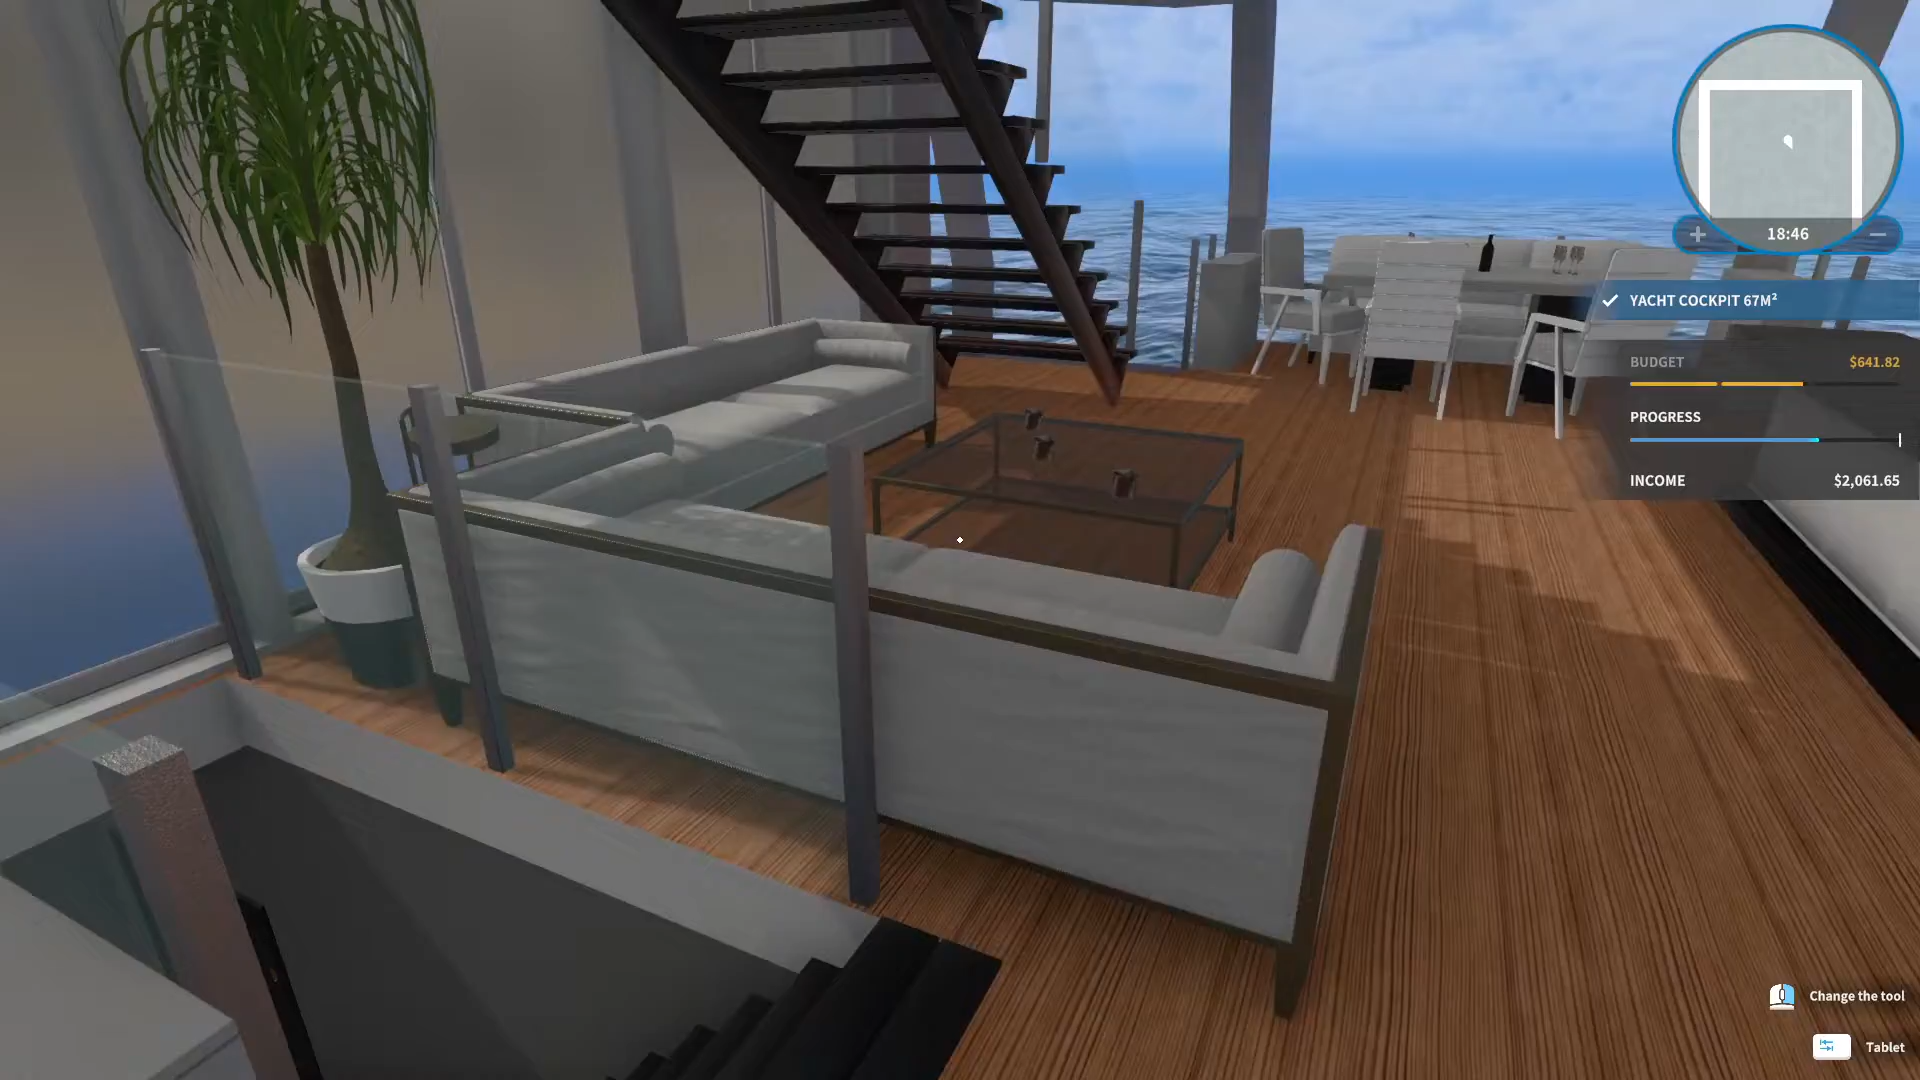 18:46
YACHT COCKPIT 67M²
BUDGET $641.82
PROGRESS
INCOME $2,061.65
Change the tool
Tablet